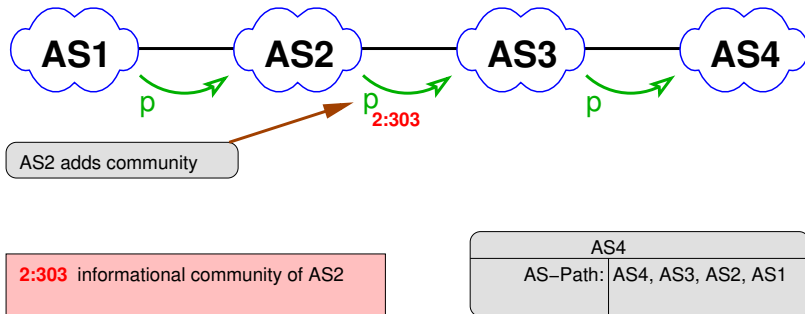 AS1 AS2 AS3 AS4
p p p
2:303
AS2 adds community
2:303 informational community of AS2
AS4
AS−Path: AS4, AS3, AS2, AS1